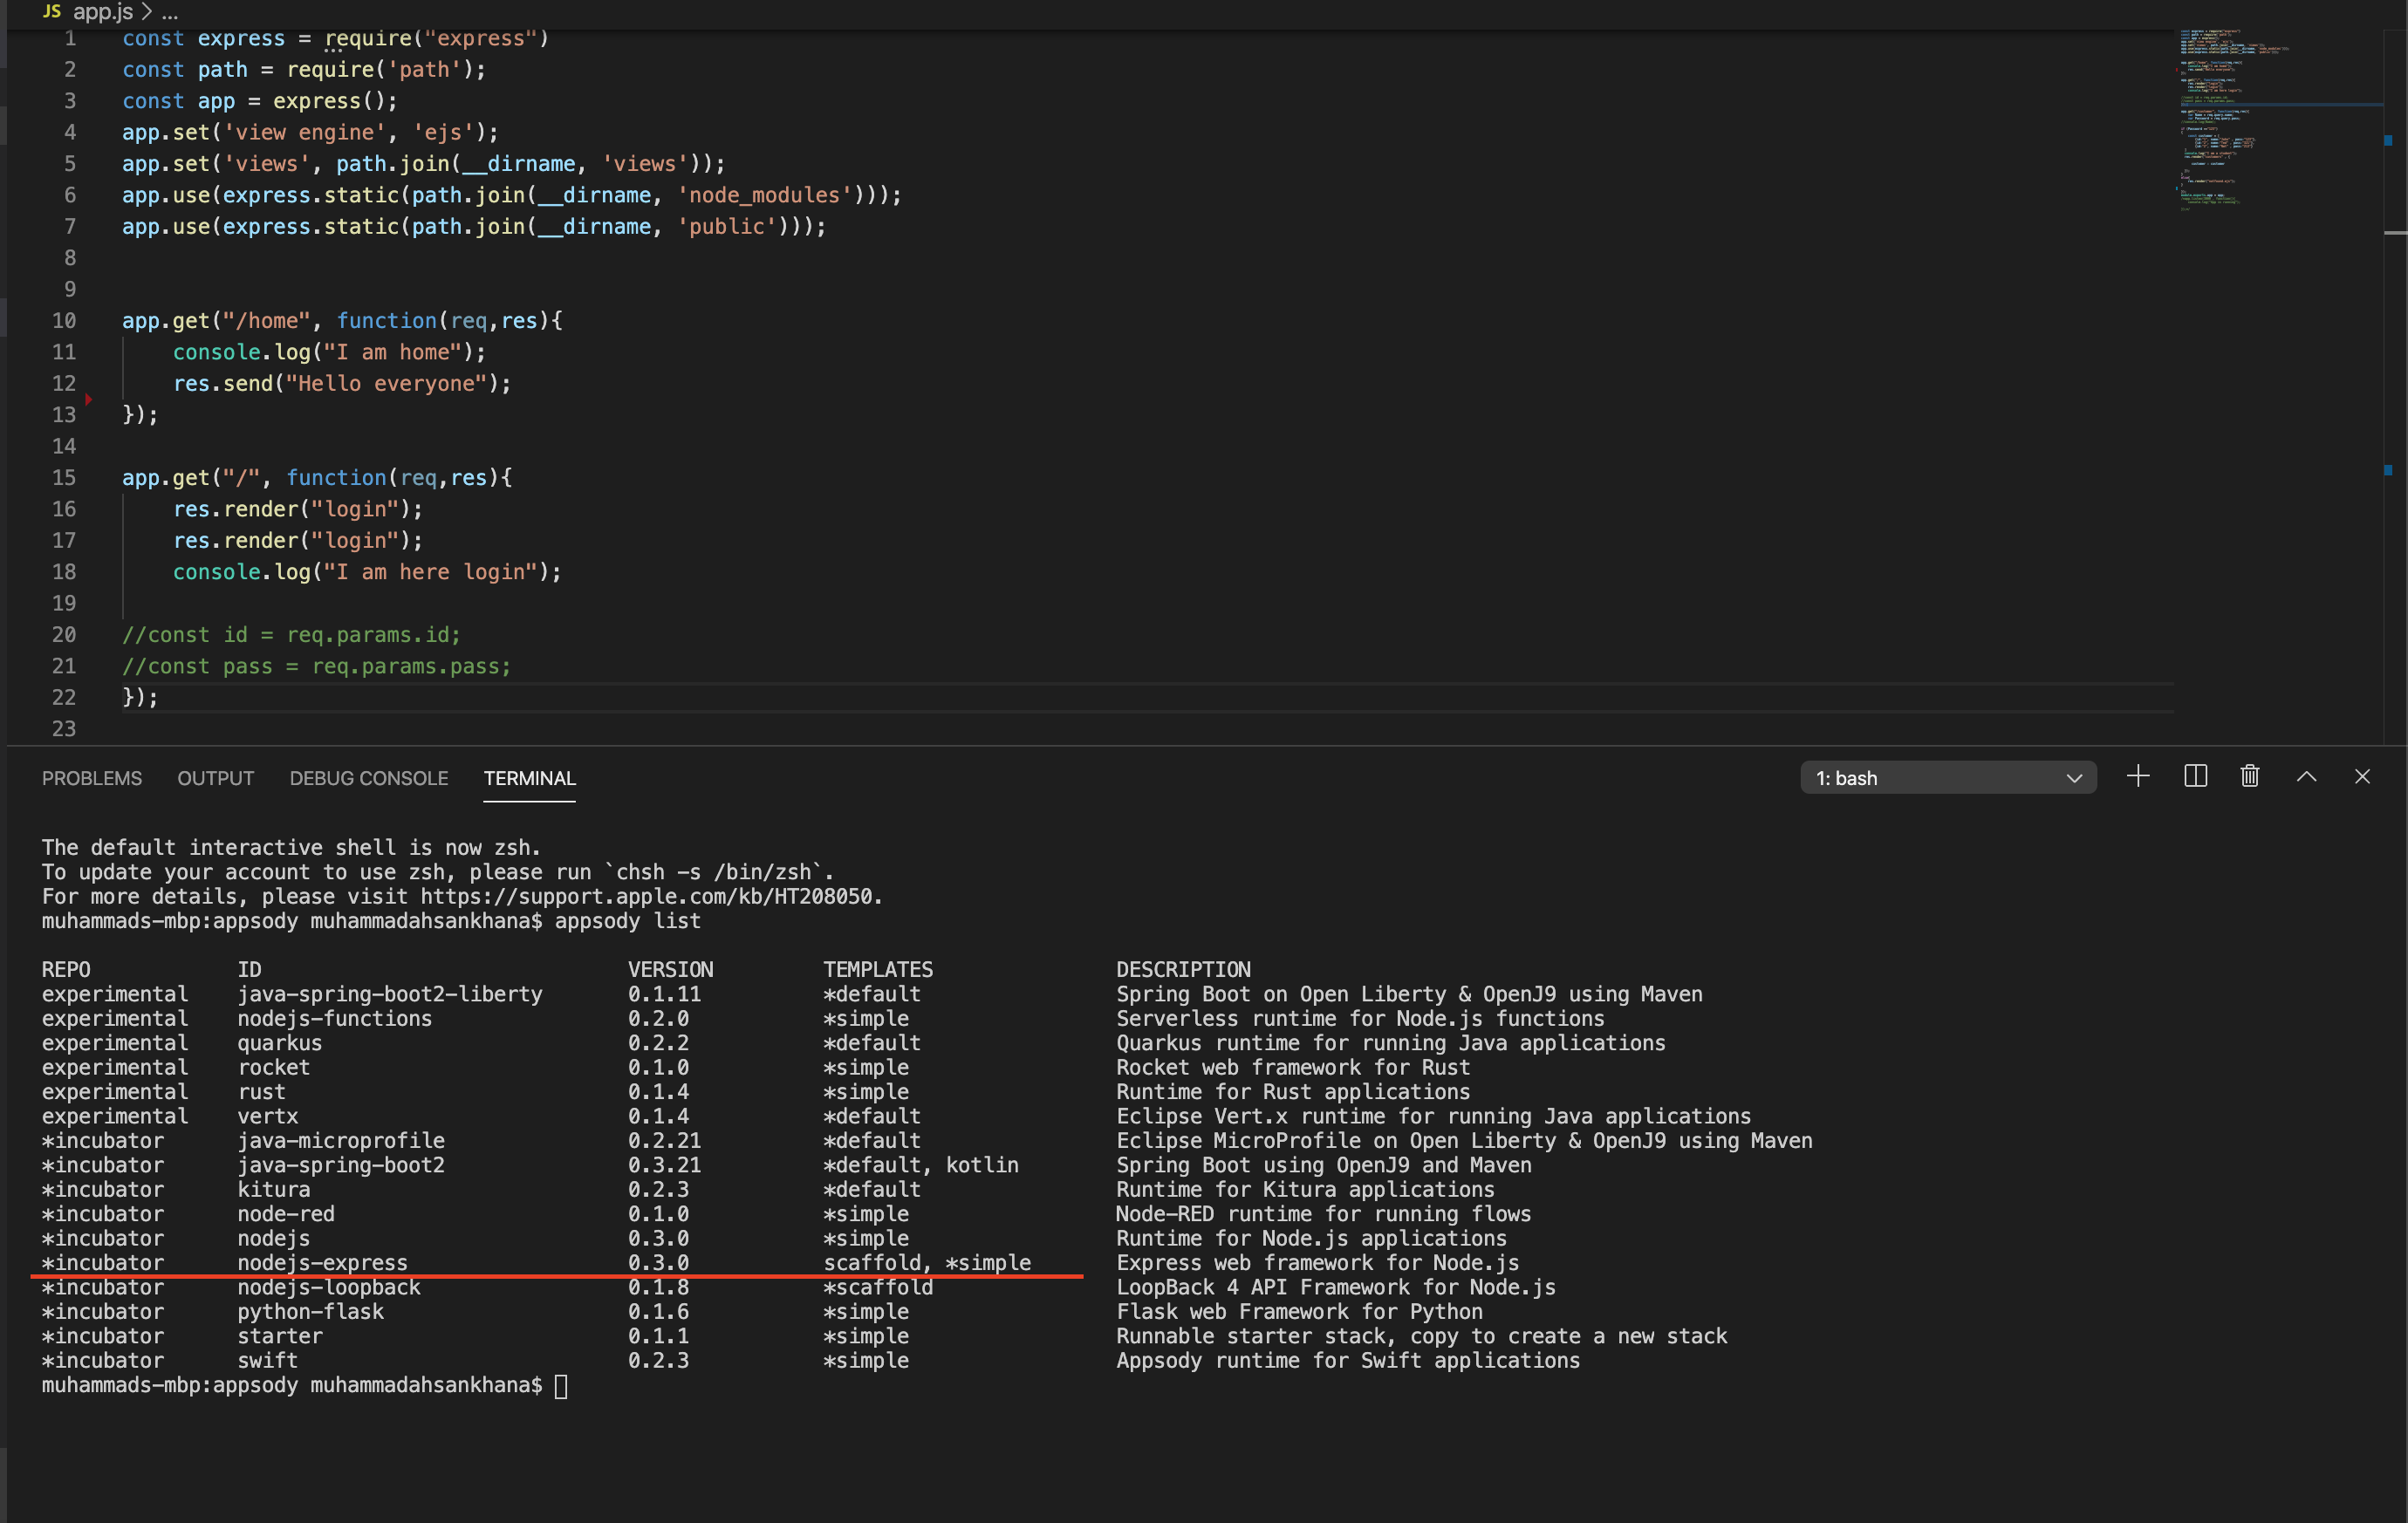 JS app.js > ...
1 const express = require("express")
2 const path = require('path');
3 const app = express();
4 app.set('view engine', 'ejs');
5 app.set('views', path.join(__dirname, 'views'));
6 app.use(express.static(path.join(__dirname, 'node_modules')));
7 app.use(express.static(path.join(__dirname, 'public')));
8
9
10 app.get("/home", function(req,res){
11 console.log("I am home");
12 res.send("Hello everyone");
13 });
14
15 app.get("/", function(req,res){
16 res.render("login");
17 res.render("login");
18 console.log("I am here login");
19
20 //const id = req.params.id;
21 //const pass = req.params.pass;
22 });
23
PROBLEMS OUTPUT DEBUG CONSOLE TERMINAL 1: bash
The default interactive shell is now zsh.
To update your account to use zsh, please run `chsh -s /bin/zsh`.
For more details, please visit https://support.apple.com/kb/HT208050.
muhammads-mbp:appsody muhammadahsankhana$ appsody list
REPO ID VERSION TEMPLATES DESCRIPTION
experimental java-spring-boot2-liberty 0.1.11 *default Spring Boot on Open Liberty & OpenJ9 using Maven
experimental nodejs-functions 0.2.0 *simple Serverless runtime for Node.js functions
experimental quarkus 0.2.2 *default Quarkus runtime for running Java applications
experimental rocket 0.1.0 *simple Rocket web framework for Rust
experimental rust 0.1.4 *simple Runtime for Rust applications
experimental vertx 0.1.4 *default Eclipse Vert.x runtime for running Java applications
*incubator java-microprofile 0.2.21 *default Eclipse MicroProfile on Open Liberty & OpenJ9 using Maven
*incubator java-spring-boot2 0.3.21 *default, kotlin Spring Boot using OpenJ9 and Maven
*incubator kitura 0.2.3 *default Runtime for Kitura applications
*incubator node-red 0.1.0 *simple Node-RED runtime for running flows
*incubator nodejs 0.3.0 *simple Runtime for Node.js applications
*incubator nodejs-express 0.3.0 scaffold, *simple Express web framework for Node.js
*incubator nodejs-loopback 0.1.8 *scaffold LoopBack 4 API Framework for Node.js
*incubator python-flask 0.1.6 *simple Flask web Framework for Python
*incubator starter 0.1.1 *simple Runnable starter stack, copy to create a new stack
*incubator swift 0.2.3 *simple Appsody runtime for Swift applications
muhammads-mbp:appsody muhammadahsankhana$